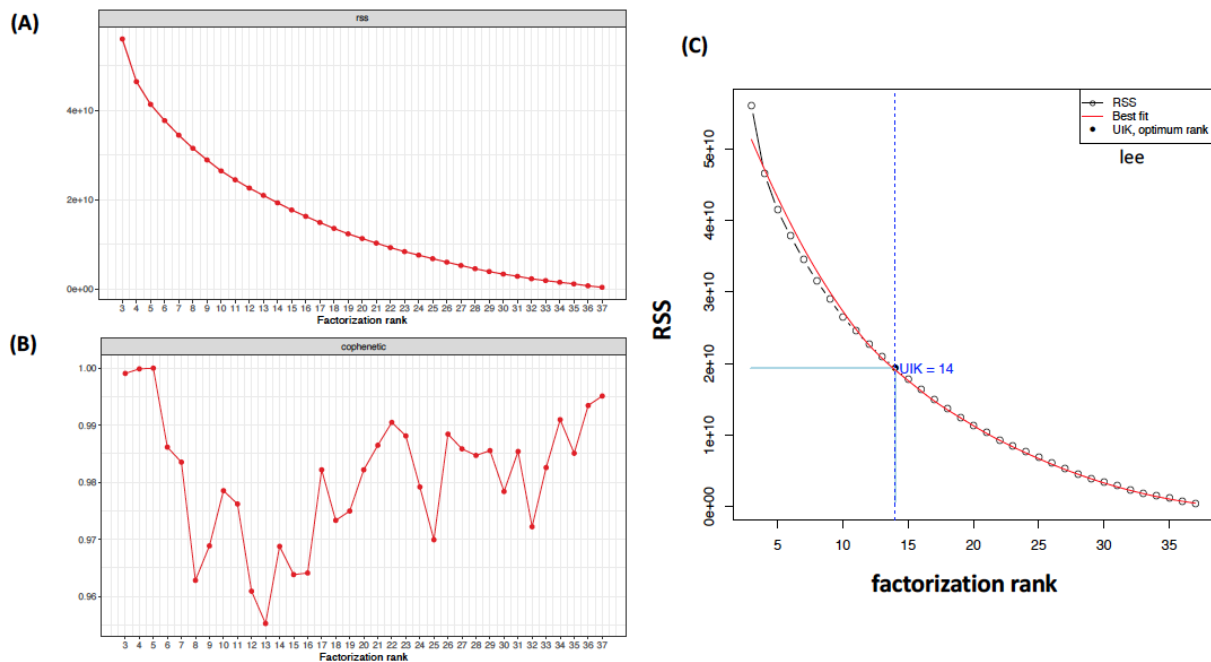 (A)
rss
4e+10
2e+10
0e+00
3 4 5 6 7 8 9 10 11 12 13 14 15 16 17 18 19 20 21 22 23 24 25 26 27 28 29 30 31 32 33 34 35 36 37
Factorization rank
(B)
cophenetic
1.00
0.99
0.98
0.97
0.96
3 4 5 6 7 8 9 10 11 12 13 14 15 16 17 18 19 20 21 22 23 24 25 26 27 28 29 30 31 32 33 34 35 36 37
Factorization rank
(C)
RSS
Best fit
UIK, optimum rank
lee
5e+10
4e+10
3e+10
2e+10
1e+10
0e+00
RSS
UIK = 14
5 10 15 20 25 30 35
factorization rank